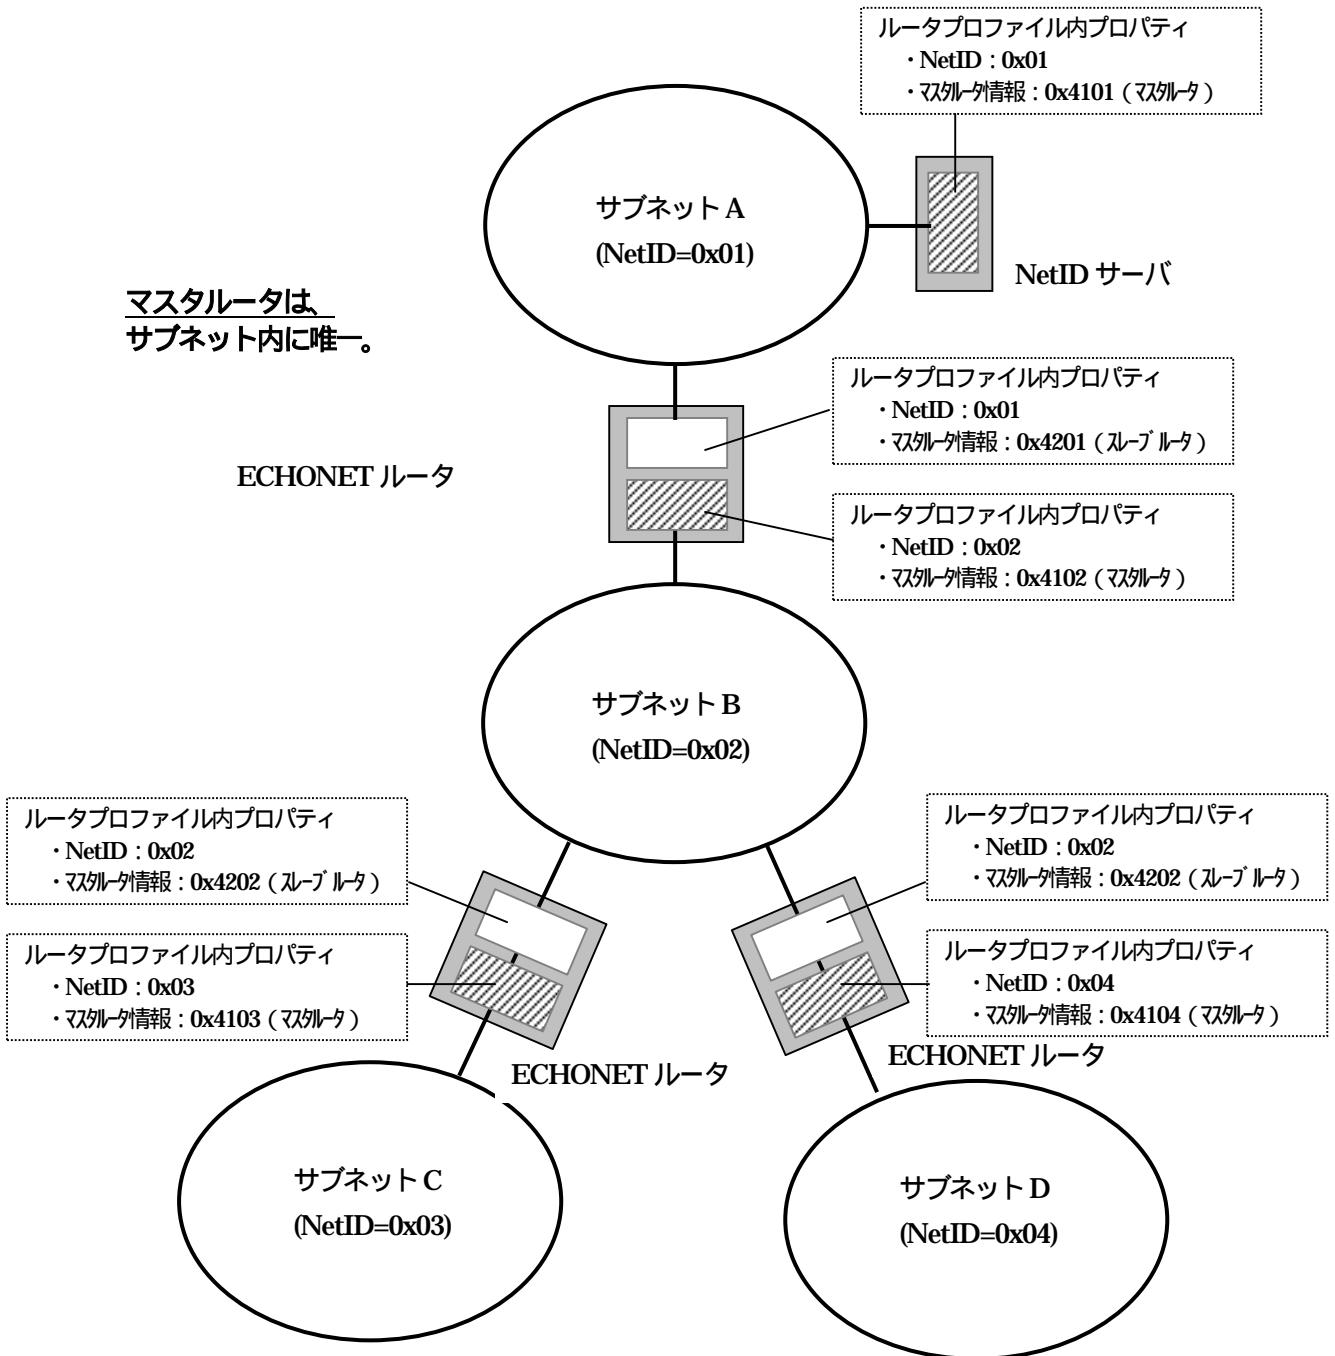 ルータプロファイル内プロパティ
・NetID：0x01
・ﾏｽﾀﾙｰﾀ情報：0x4101（ﾏｽﾀﾙｰﾀ）
サブネット A
(NetID=0x01)
NetID サーバ
マスタルータは、
サブネット内に唯一。
ルータプロファイル内プロパティ
・NetID：0x01
・ﾏｽﾀﾙｰﾀ情報：0x4201（ｽﾚｰﾌﾞﾙｰﾀ）
ECHONET ルータ
ルータプロファイル内プロパティ
・NetID：0x02
・ﾏｽﾀﾙｰﾀ情報：0x4102（ﾏｽﾀﾙｰﾀ）
サブネット B
(NetID=0x02)
ルータプロファイル内プロパティ
・NetID：0x02
・ﾏｽﾀﾙｰﾀ情報：0x4202（ｽﾚｰﾌﾞﾙｰﾀ）
ルータプロファイル内プロパティ
・NetID：0x02
・ﾏｽﾀﾙｰﾀ情報：0x4202（ｽﾚｰﾌﾞﾙｰﾀ）
ルータプロファイル内プロパティ
・NetID：0x03
・ﾏｽﾀﾙｰﾀ情報：0x4103（ﾏｽﾀﾙｰﾀ）
ルータプロファイル内プロパティ
・NetID：0x04
・ﾏｽﾀﾙｰﾀ情報：0x4104（ﾏｽﾀﾙｰﾀ）
ECHONET ルータ
ECHONET ルータ
サブネット C
(NetID=0x03)
サブネット D
(NetID=0x04)